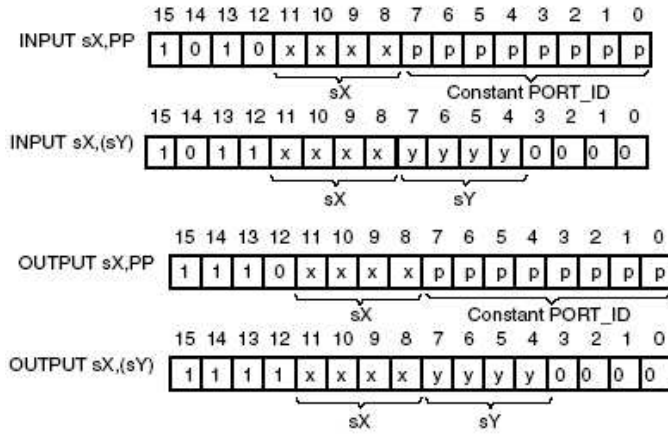 15 14 13 12 11 10 9 8 7 6 5 4 3 2 1 0
INPUT sX,PP 1 0 1 0 x x x x p p p p p p p p
sX Constant PORT_ID
15 14 13 12 11 10 9 8 7 6 5 4 3 2 1 0
INPUT sX,(sY) 1 0 1 1 x x x x y y y y 0 0 0 0
sX sY
15 14 13 12 11 10 9 8 7 6 5 4 3 2 1 0
OUTPUT sX,PP 1 1 1 0 x x x x p p p p p p p p
sX Constant PORT_ID
15 14 13 12 11 10 9 8 7 6 5 4 3 2 1 0
OUTPUT sX,(sY) 1 1 1 1 x x x x y y y y 0 0 0 0
sX sY